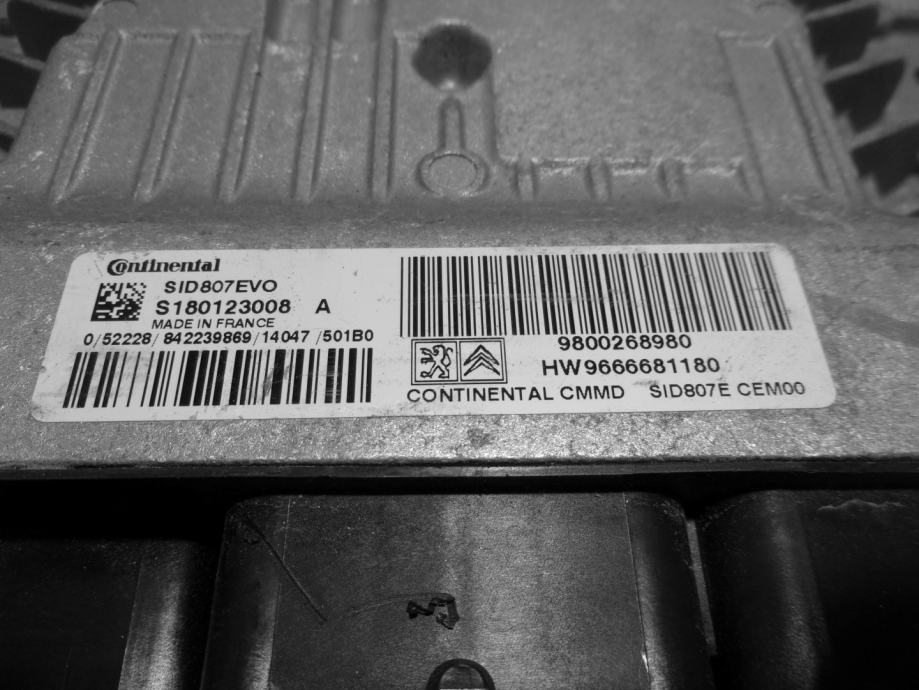 Continental
SID807EVO
S180123008 A
MADE IN FRANCE
0/52228/842239869/14047/501B0
9800268980
HW9666681180
CONTINENTAL CMMD SID807E CEM00